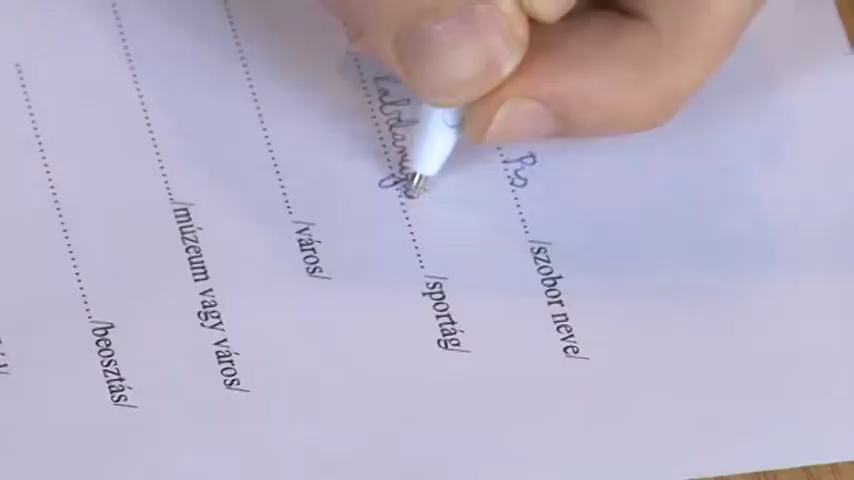 /szobor neve/
/sportág/
/város/
/múzeum vagy város/
/beosztás/